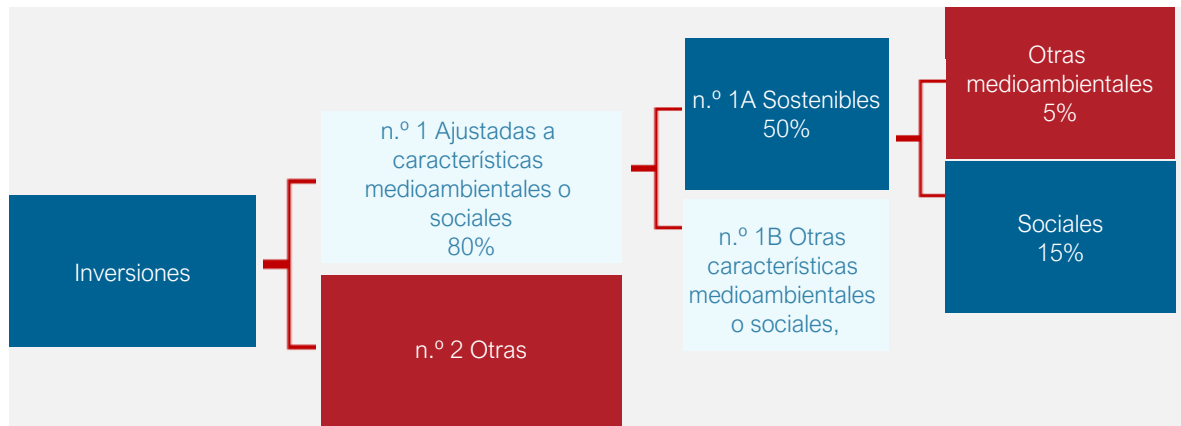 Inversiones
n.º 1 Ajustadas a
características
medioambientales o
sociales
80%
n.º 2 Otras
n.º 1A Sostenibles
50%
n.º 1B Otras
características
medioambientales
o sociales,
Otras
medioambientales
5%
Sociales
15%